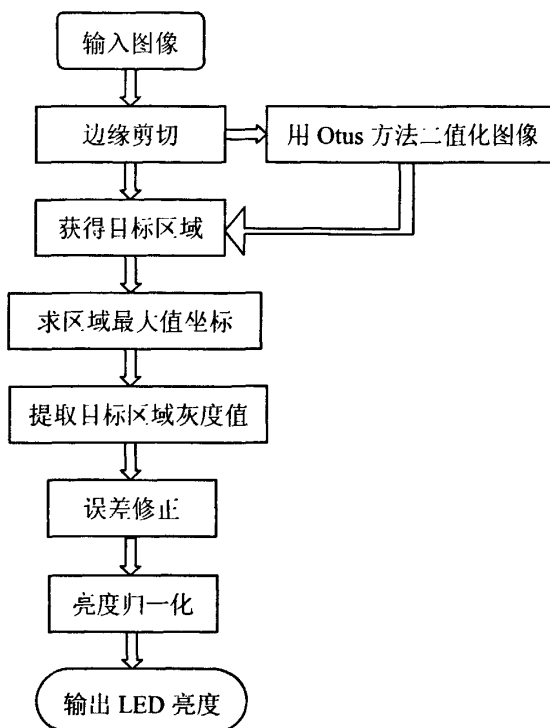 输入图像
边缘剪切
用 Otus 方法二值化图像
获得目标区域
求区域最大值坐标
提取目标区域灰度值
误差修正
亮度归一化
输出 LED 亮度